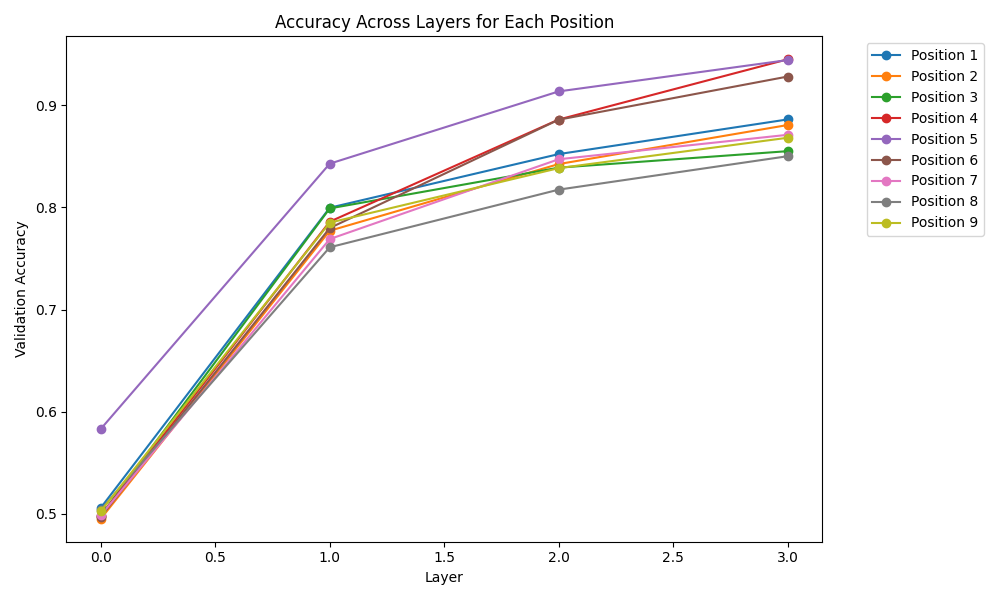 Accuracy Across Layers for Each Position
Validation Accuracy
0.9
0.8
0.7
0.6
0.5
0.0
0.5
1.0
1.5
2.0
2.5
3.0
Layer
Position 1
Position 2
Position 3
Position 4
Position 5
Position 6
Position 7
Position 8
Position 9